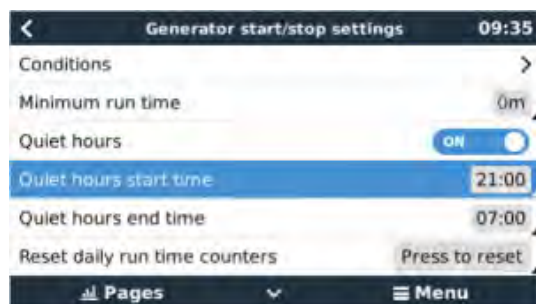 Generator start/stop settings 09:35
Conditions
Minimum run time 0m
Quiet hours ON
Quiet hours start time 21:00
Quiet hours end time 07:00
Reset daily run time counters Press to reset
Pages Menu